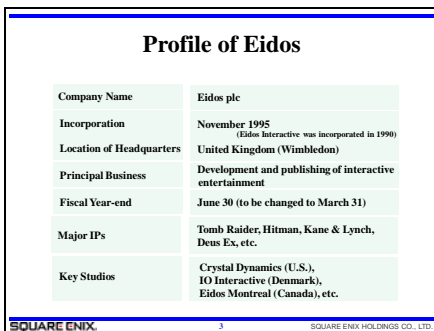 Profile of Eidos
Company Name Eidos plc
Incorporation November 1995
(Eidos Interactive was incorporated in 1990)
Location of Headquarters United Kingdom (Wimbledon)
Principal Business Development and publishing of interactive
entertainment
Fiscal Year-end June 30 (to be changed to March 31)
Major IPs Tomb Raider, Hitman, Kane & Lynch,
Deus Ex, etc.
Key Studios Crystal Dynamics (U.S.),
IO Interactive (Denmark),
Eidos Montreal (Canada), etc.
SQUARE ENIX. 3 SQUARE ENIX HOLDINGS CO., LTD.